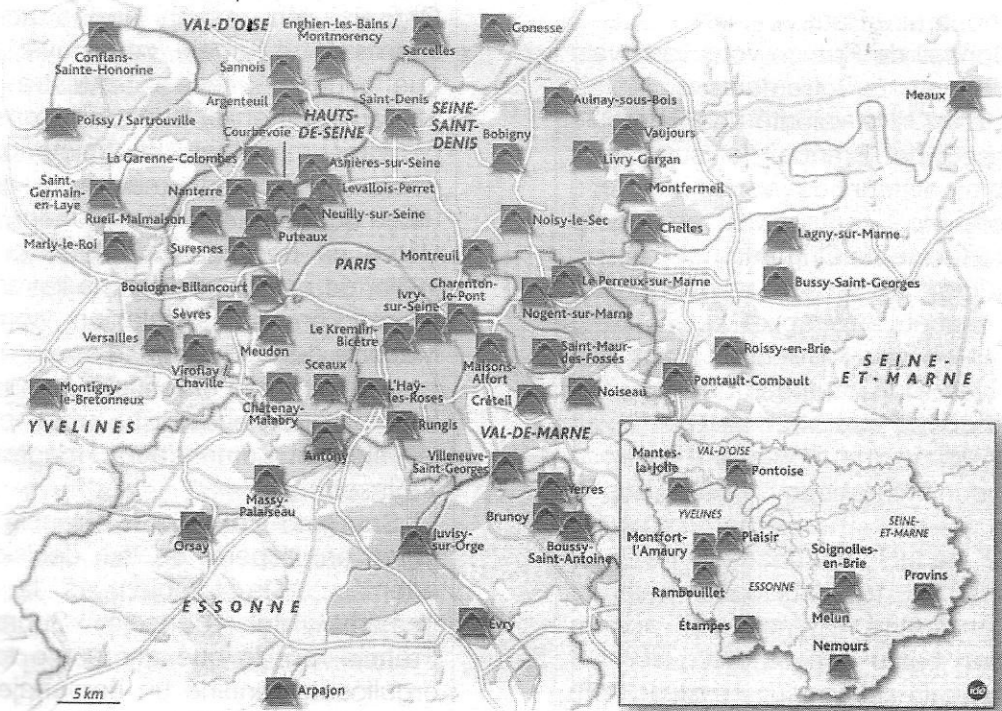 VAL-D'OISE
Enghien-les-Bains /
Montmorency
Gonesse
Sarcelles
Conflans-
Sainte-Honorine
Sannois
Argenteuil
Saint-Denis
SEINE-
SAINT-
DENIS
Aulnay-sous-Bois
Meaux
Poissy / Sartrouville
HAUTS-
DE-SEINE
Courbevoie
Bobigny
Vaujours
La Garenne-Colombes
Asnières-sur-Seine
Livry-Gargan
Saint-
Germain-
en-Laye
Nanterre
Levallois-Perret
Montfermeil
Rueil-Malmaison
Neuilly-sur-Seine
Noisy-le-Sec
Chelles
Lagny-sur-Marne
Marly-le-Roi
Suresnes
Puteaux
Montreuil
PARIS
Charenton-
le-Pont
Le Perreux-sur-Marne
Bussy-Saint-Georges
Boulogne-Billancourt
Ivry-
sur-Seine
Nogent-sur-Marne
Sèvres
Versailles
Meudon
Le Kremlin-
Bicêtre
Saint-Maur-
des-Fossés
Roissy-en-Brie
Viroflay /
Chaville
Sceaux
Maisons-
Alfort
SEINE-
ET-MARNE
Montigny-
le-Bretonneux
L'Haÿ-
les-Roses
Créteil
Noiseau
Pontault-Combault
Châtenay-
Malabry
YVELINES
Rungis
Antony
VAL-DE-MARNE
Villeneuve-
Saint-Georges
Massy-
Palaiseau
Yerres
Brunoy
Orsay
Juvisy-
sur-Orge
Boussy-
Saint-Antoine
ESSONNE
Evry
5 km
Arpajon
Mantes-
la-Jolie
VAL-D'OISE
Pontoise
YVELINES
SEINE-
ET-MARNE
Montfort-
l'Amaury
Plaisir
Soignolles-
en-Brie
Rambouillet
ESSONNE
Provins
Melun
Étampes
Nemours
idé